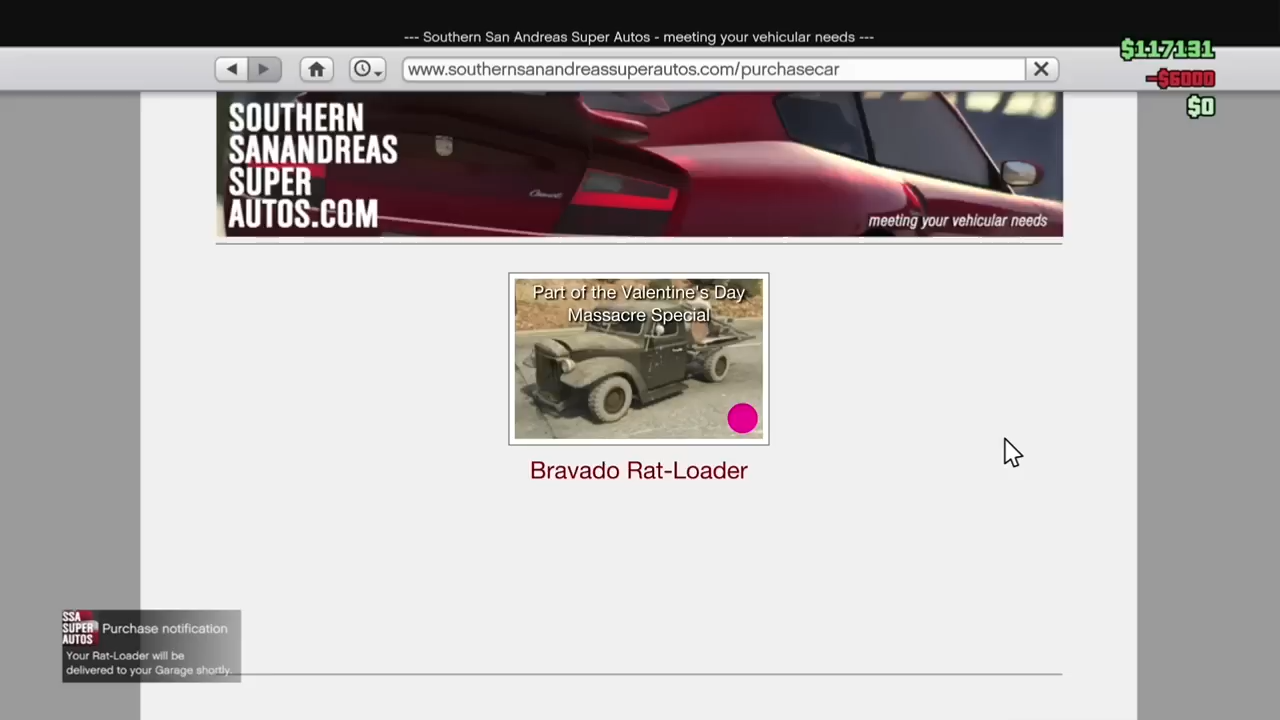 --- Southern San Andreas Super Autos - meeting your vehicular needs ---
$117131
www.southernsanandreassuperautos.com/purchasecar
-$6000
$0
SOUTHERN
SANANDREAS
SUPER
AUTOS.COM
meeting your vehicular needs
Part of the Valentine's Day
Massacre Special
Bravado Rat-Loader
SSA
SUPER
AUTOS
Purchase notification
Your Rat-Loader will be
delivered to your Garage shortly.